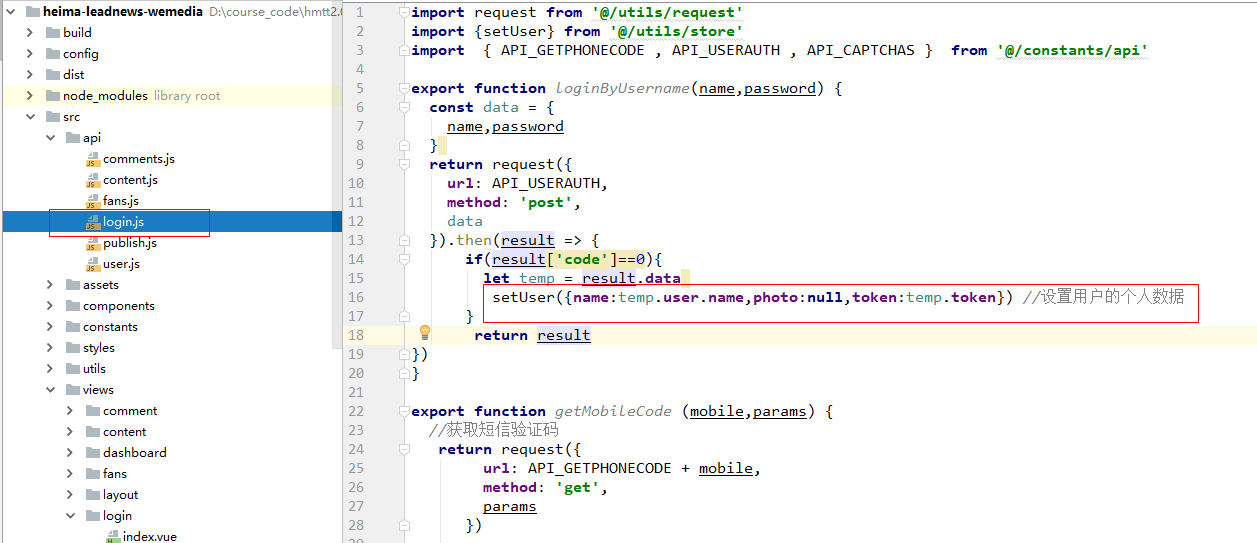 heima-leadnews-wemedia D:\course_code\hmtt2.
build
config
dist
node_modules library root
src
api
comments.js
content.js
fans.js
login.js
publish.js
user.js
assets
components
constants
styles
utils
views
comment
content
dashboard
fans
layout
login
index.vue
1 import request from '@/utils/request'
2 import {setUser} from '@/utils/store'
3 import { API_GETPHONECODE , API_USERAUTH , API_CAPTCHAS } from '@/constants/api'
4
5 export function loginByUsername(name,password) {
6 const data = {
7 name,password
8 }
9 return request({
10 url: API_USERAUTH,
11 method: 'post',
12 data
13 }).then(result => {
14 if(result['code']==0){
15 let temp = result.data
16 setUser({name:temp.user.name,photo:null,token:temp.token}) //设置用户的个人数据
17 }
18 return result
19 })
20 }
21
22 export function getMobileCode (mobile,params) {
23 //获取短信验证码
24 return request({
25 url: API_GETPHONECODE + mobile,
26 method: 'get',
27 params
28 })